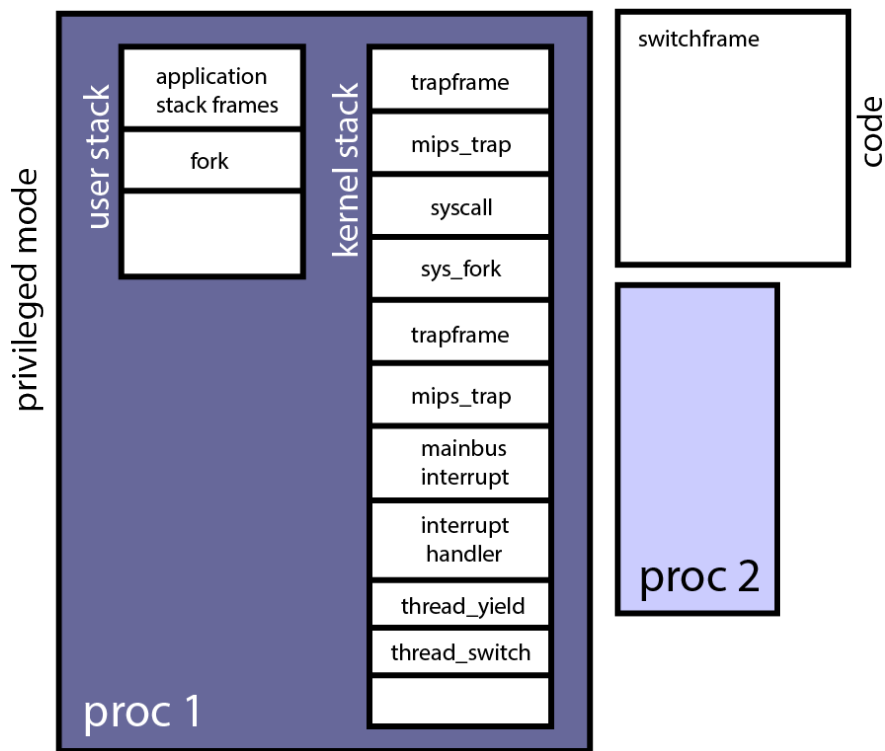 privileged mode
user stack
application
stack frames
fork
kernel stack
trapframe
mips_trap
syscall
sys_fork
trapframe
mips_trap
mainbus
interrupt
interrupt
handler
thread_yield
thread_switch
proc 1
switchframe
code
proc 2